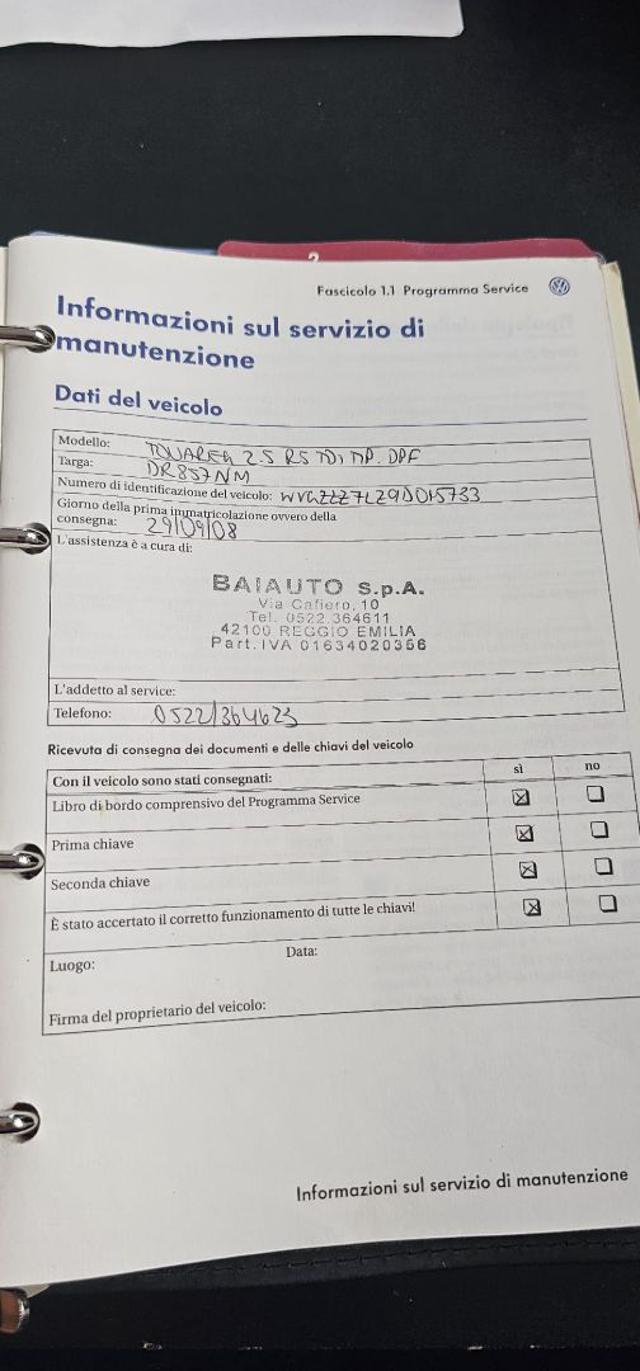 2
Fascicolo 1.1 Programma Service
Informazioni sul servizio di
manutenzione
Dati del veicolo
Modello: TOUAREG 2.5 R5 TDI TIP. DPF
Targa: DR857NM
Numero di identificazione del veicolo: WVGZZZ7LZ9D015733
Giorno della prima immatricolazione ovvero della
consegna: 29/09/08
L'assistenza è a cura di:
BAIAUTO S.p.A.
Via Cafiero, 10
Tel. 0522.364611
42100 REGGIO EMILIA
Part. IVA 01634020356
L'addetto al service:
Telefono: 0522/364623
Ricevuta di consegna dei documenti e delle chiavi del veicolo
Con il veicolo sono stati consegnati: sì no
Libro di bordo comprensivo del Programma Service
Prima chiave
Seconda chiave
È stato accertato il corretto funzionamento di tutte le chiavi!
Luogo: Data:
Firma del proprietario del veicolo:
Informazioni sul servizio di manutenzione